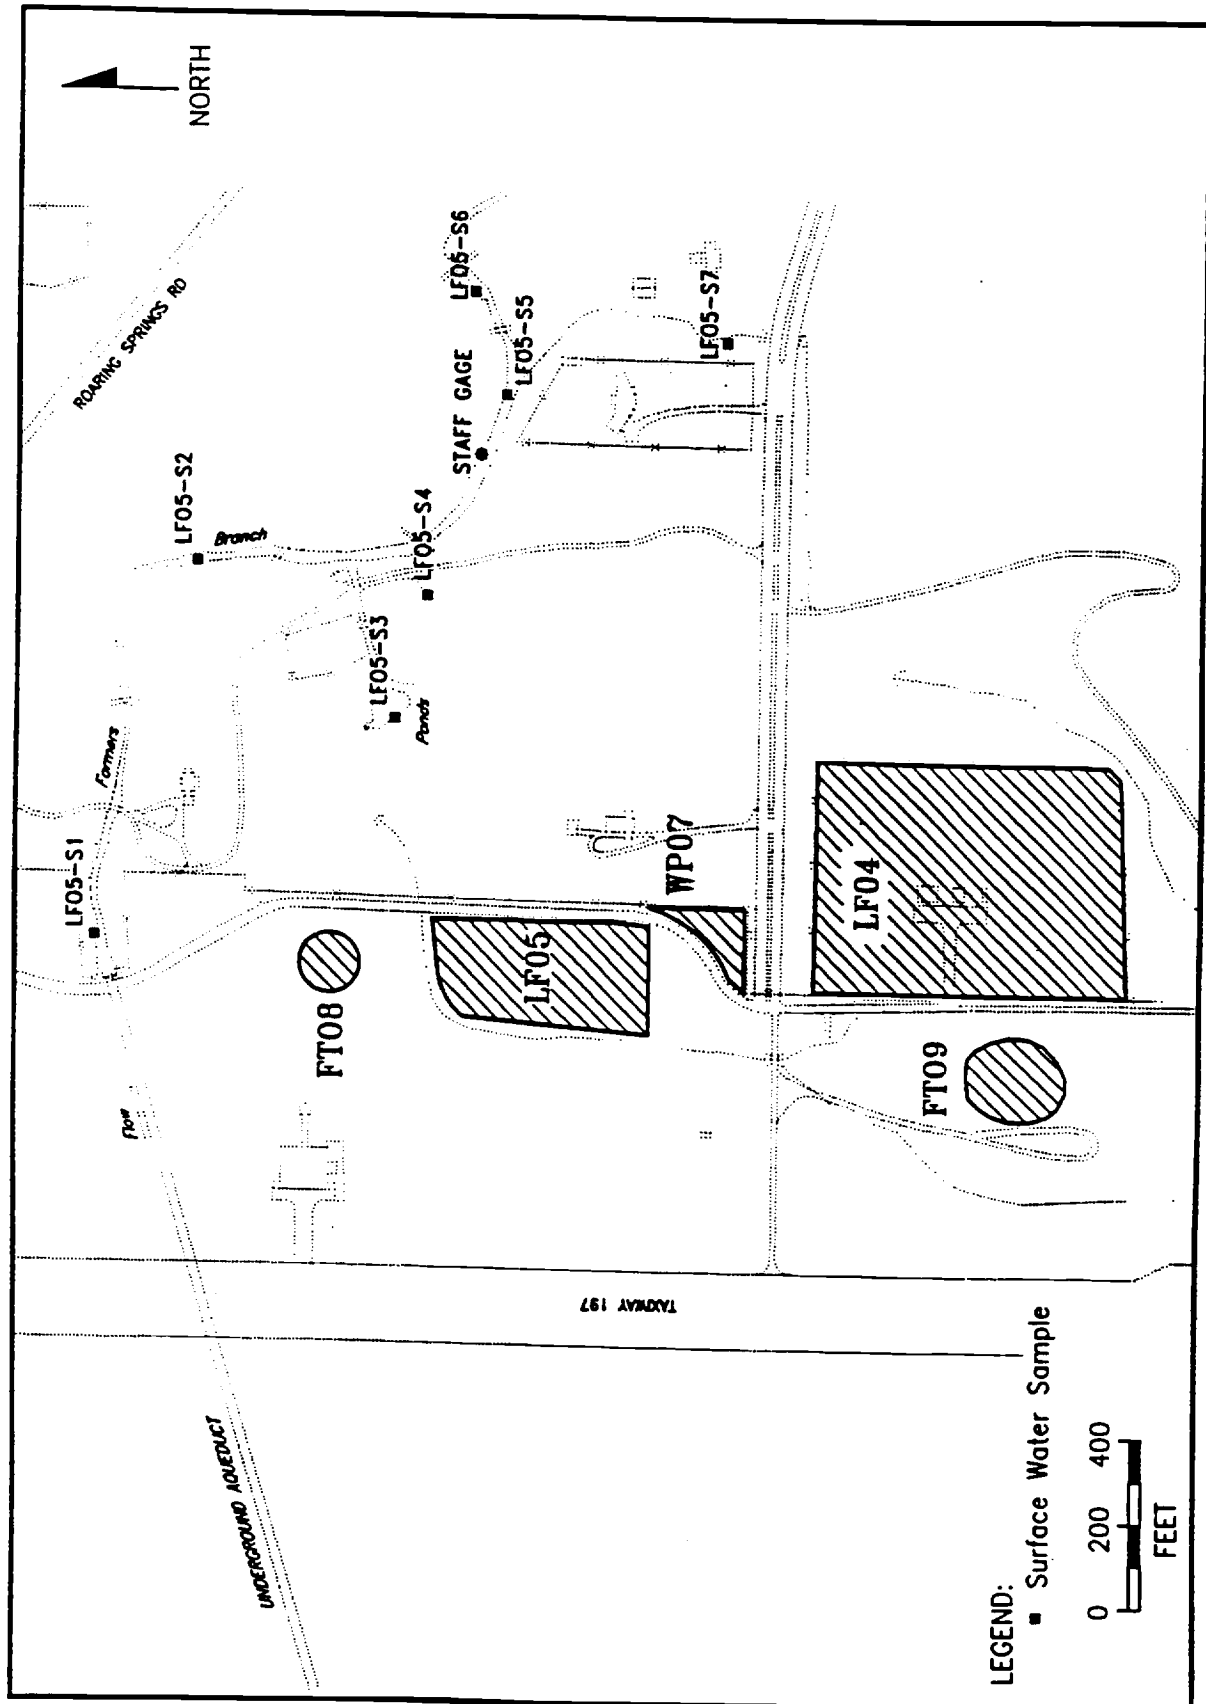 NORTH
ROARING SPRINGS RD
LF05-S1
LF05-S2
Farmers
Branch
LF05-S6
STAFF GAGE
LF05-S5
LF05-S4
LF05-S3
Ponds
LF05-S7
Flow
FT08
LF05
WP07
LF04
FT09
UNDERGROUND AQUEDUCT
TAXIWAY 197
LEGEND:
Surface Water Sample
0 200 400
FEET